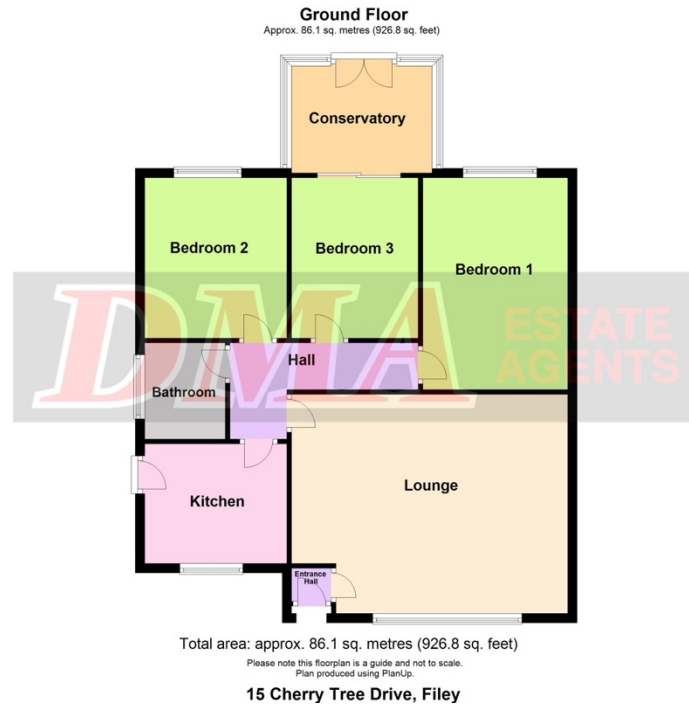 Ground Floor
Approx. 86.1 sq. metres (926.8 sq. feet)
Conservatory
Bedroom 2
Bedroom 3
Bedroom 1
DMA
ESTATE
AGENTS
Hall
Bathroom
Lounge
Kitchen
Entrance
Hall
Total area: approx. 86.1 sq. metres (926.8 sq. feet)
Please note this floorplan is a guide and not to scale.
Plan produced using PlanUp.
15 Cherry Tree Drive, Filey